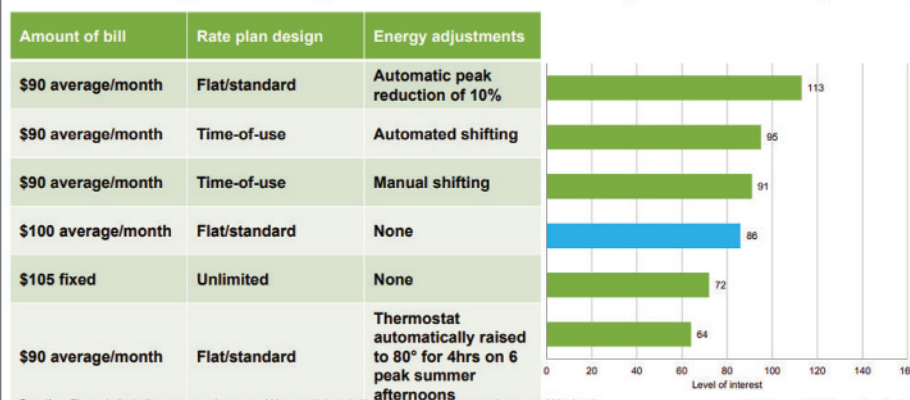 Amount of bill Rate plan design Energy adjustments
$90 average/month Flat/standard Automatic peak
reduction of 10%
113
$90 average/month Time-of-use Automated shifting
95
$90 average/month Time-of-use Manual shifting
91
$100 average/month Flat/standard None
86
$105 fixed Unlimited None
72
$90 average/month Flat/standard Thermostat
automatically raised
to 80° for 4hrs on 6
peak summer
afternoons
64
0 20 40 60 80 100 120 140
Level of interest